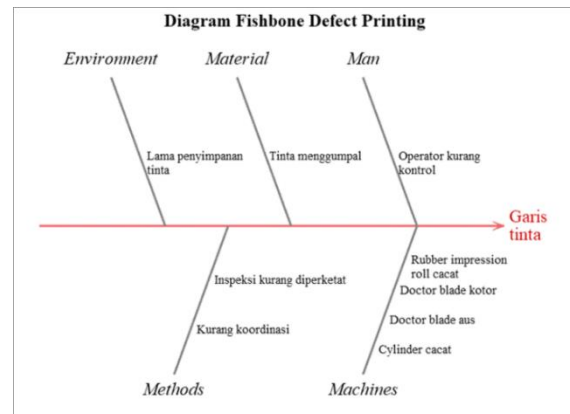 Diagram Fishbone Defect Printing
Environment
Material
Man
Lama penyimpanan
tinta
Tinta menggumpal
Operator kurang
kontrol
Garis
tinta
Inspeksi kurang diperketat
Kurang koordinasi
Rubber impression
roll cacat
Doctor blade kotor
Doctor blade aus
Cylinder cacat
Methods
Machines